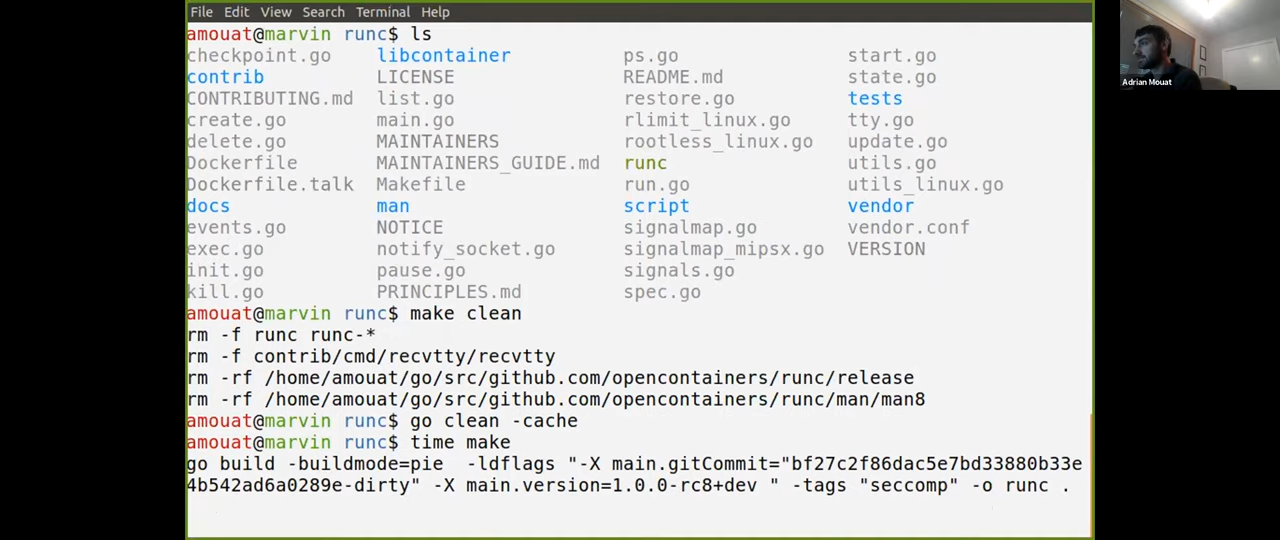 File Edit View Search Terminal Help
amouat@marvin runc$ ls
checkpoint.go libcontainer ps.go start.go
contrib LICENSE README.md state.go
CONTRIBUTING.md list.go restore.go tests
create.go main.go rlimit_linux.go tty.go
delete.go MAINTAINERS rootless_linux.go update.go
Dockerfile MAINTAINERS_GUIDE.md runc utils.go
Dockerfile.talk Makefile run.go utils_linux.go
docs man script vendor
events.go NOTICE signalmap.go vendor.conf
exec.go notify_socket.go signalmap_mipsx.go VERSION
init.go pause.go signals.go
kill.go PRINCIPLES.md spec.go
amouat@marvin runc$ make clean
rm -f runc runc-*
rm -f contrib/cmd/recvtty/recvtty
rm -rf /home/amouat/go/src/github.com/opencontainers/runc/release
rm -rf /home/amouat/go/src/github.com/opencontainers/runc/man/man8
amouat@marvin runc$ go clean -cache
amouat@marvin runc$ time make
go build -buildmode=pie  -ldflags "-X main.gitCommit="bf27c2f86dac5e7bd33880b33e
4b542ad6a0289e-dirty" -X main.version=1.0.0-rc8+dev " -tags "seccomp" -o runc .
Adrian Mouat